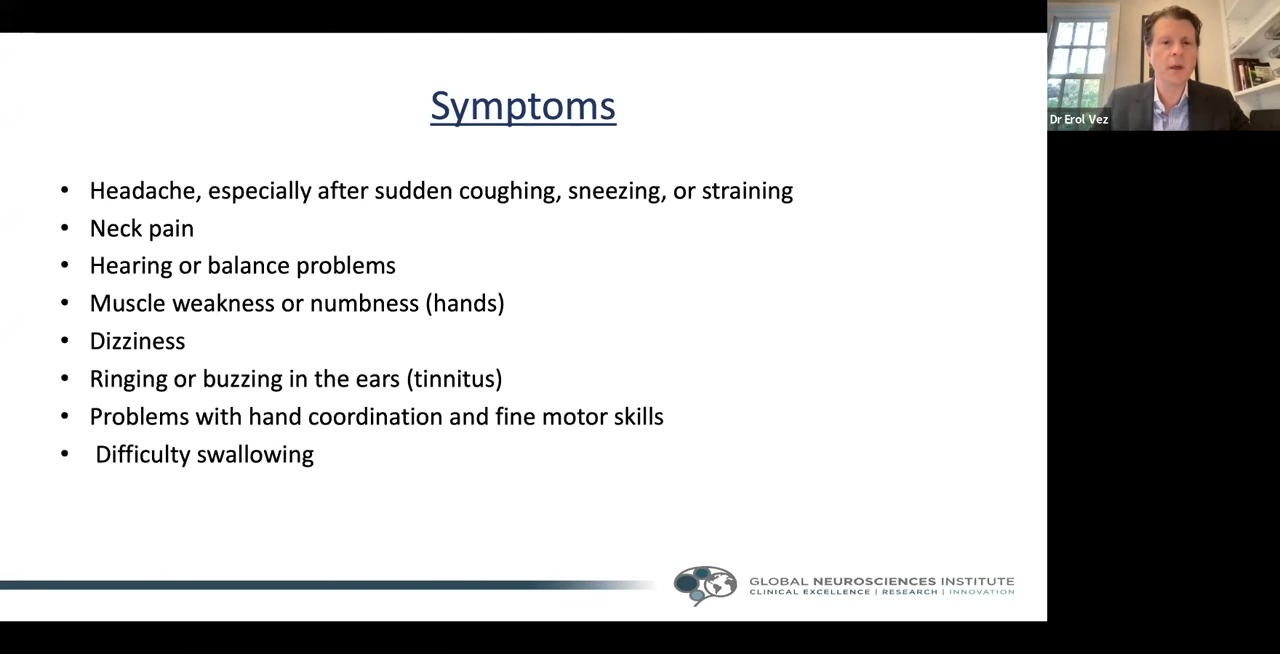 Symptoms
• Headache, especially after sudden coughing, sneezing, or straining
• Neck pain
• Hearing or balance problems
• Muscle weakness or numbness (hands)
• Dizziness
• Ringing or buzzing in the ears (tinnitus)
• Problems with hand coordination and fine motor skills
• Difficulty swallowing
GLOBAL NEUROSCIENCES INSTITUTE
CLINICAL EXCELLENCE | RESEARCH | INNOVATION
Dr Erol Vez